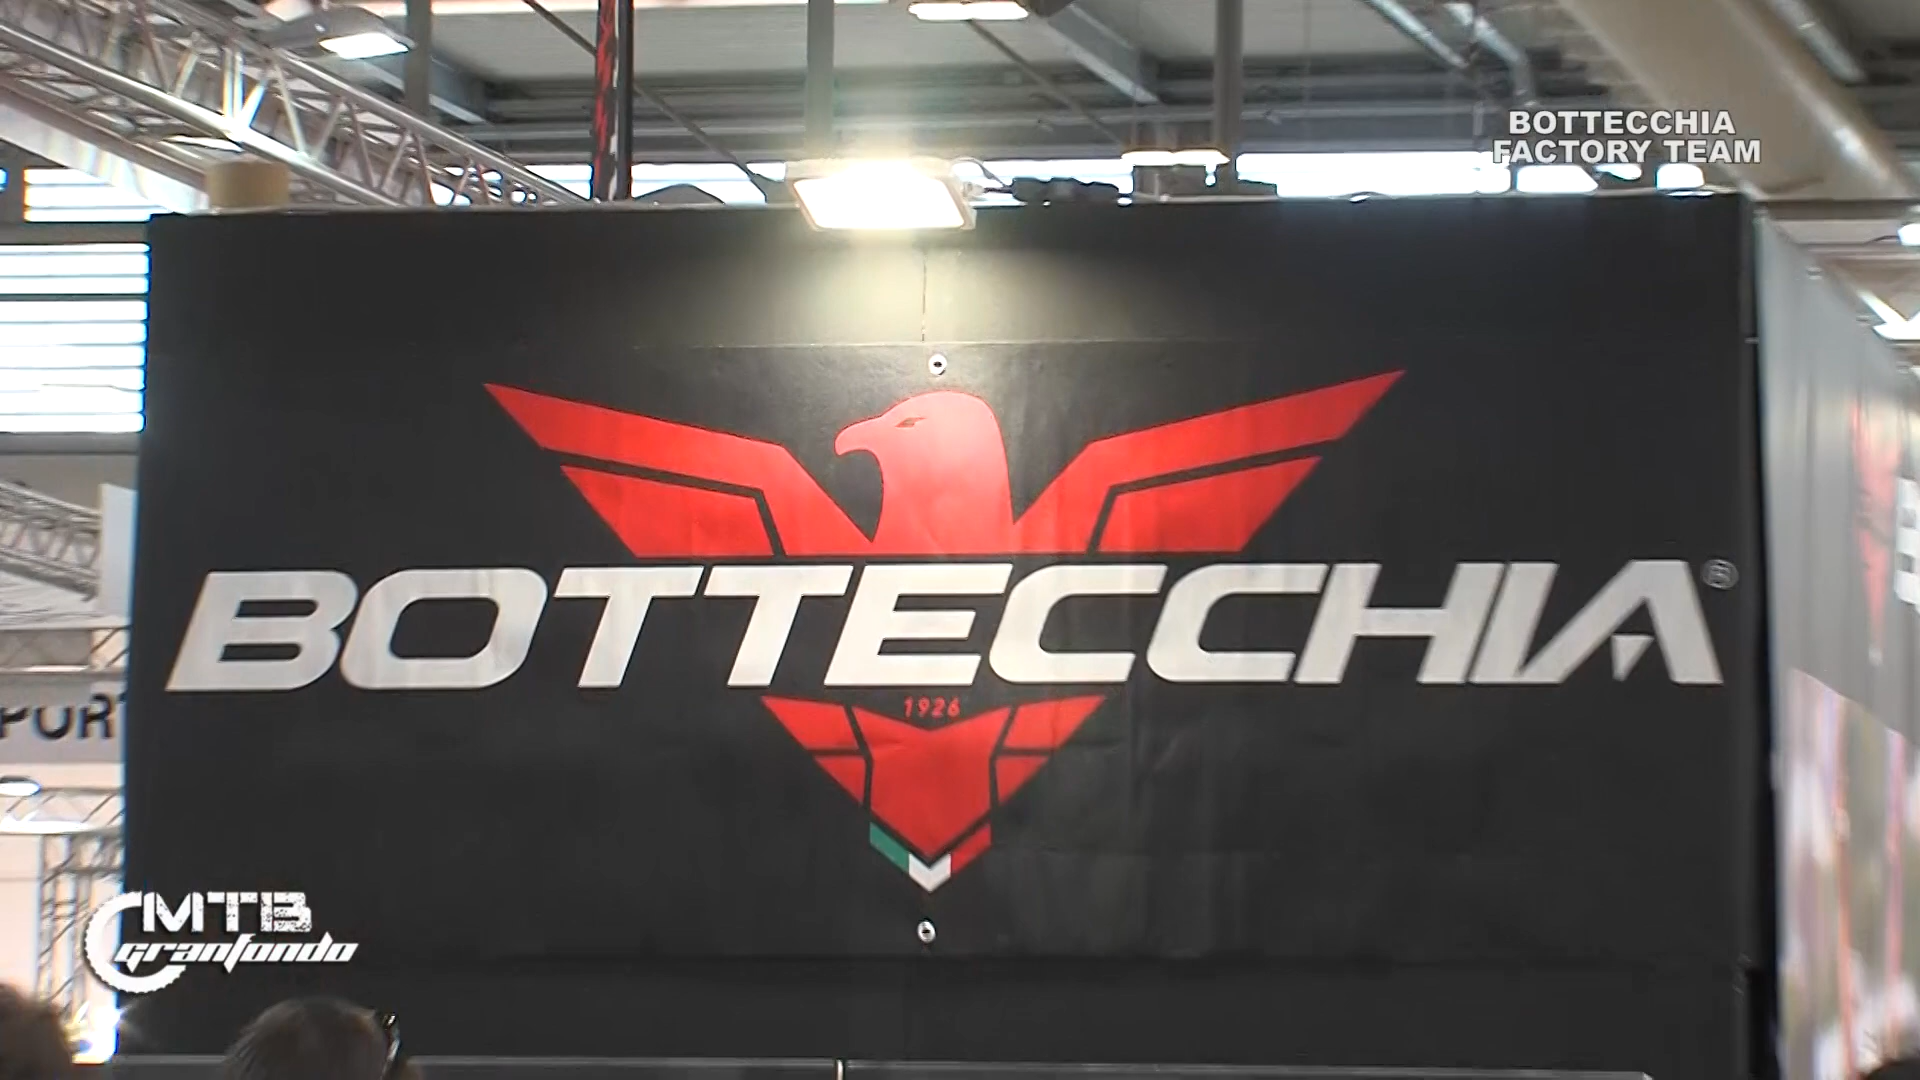 BOTTECCHIA
FACTORY TEAM
BOTTECCHIA®
1926
MTB
granfondo